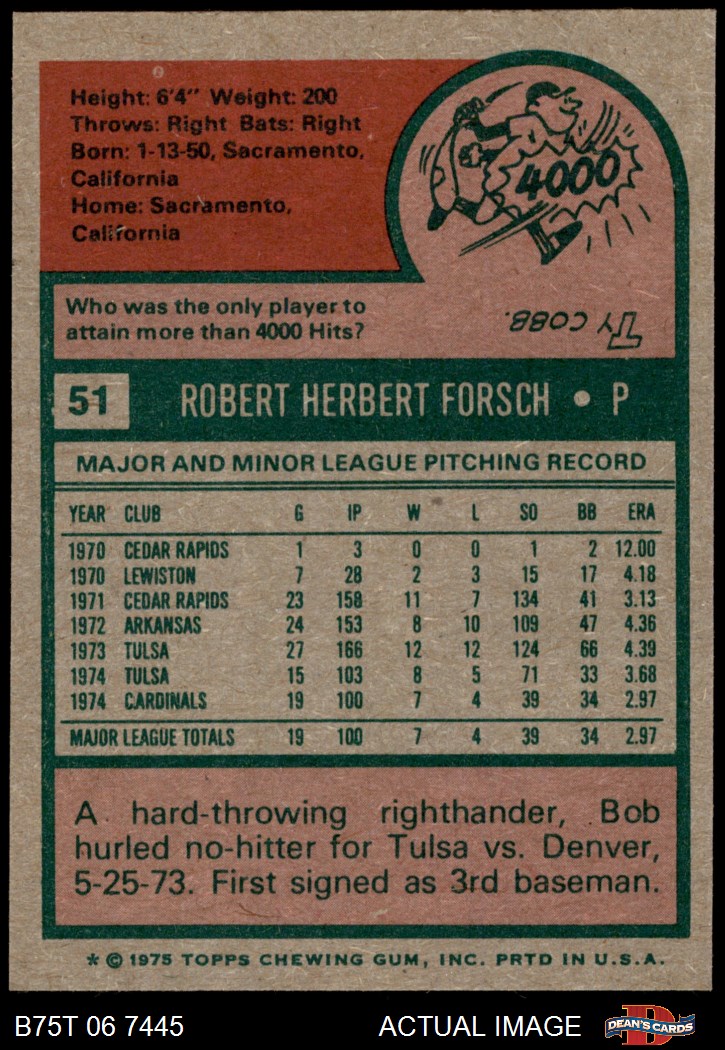 Height: 6'4" Weight: 200
Throws: Right Bats: Right
Born: 1-13-50, Sacramento,
California
Home: Sacramento,
California
4000
Who was the only player to
attain more than 4000 Hits?
TY COBB.
51 ROBERT HERBERT FORSCH • P
MAJOR AND MINOR LEAGUE PITCHING RECORD
YEAR CLUB G IP W L SO BB ERA
1970 CEDAR RAPIDS 1 3 0 0 1 2 12.00
1970 LEWISTON 7 28 2 3 15 17 4.18
1971 CEDAR RAPIDS 23 158 11 7 134 41 3.13
1972 ARKANSAS 24 153 8 10 109 47 4.36
1973 TULSA 27 166 12 12 124 66 4.39
1974 TULSA 15 103 8 5 71 33 3.68
1974 CARDINALS 19 100 7 4 39 34 2.97
MAJOR LEAGUE TOTALS 19 100 7 4 39 34 2.97
A hard-throwing righthander, Bob
hurled no-hitter for Tulsa vs. Denver,
5-25-73. First signed as 3rd baseman.
* © 1975 TOPPS CHEWING GUM, INC. PRTD IN U.S.A.
B75T 06 7445 ACTUAL IMAGE D DEAN'S CARDS